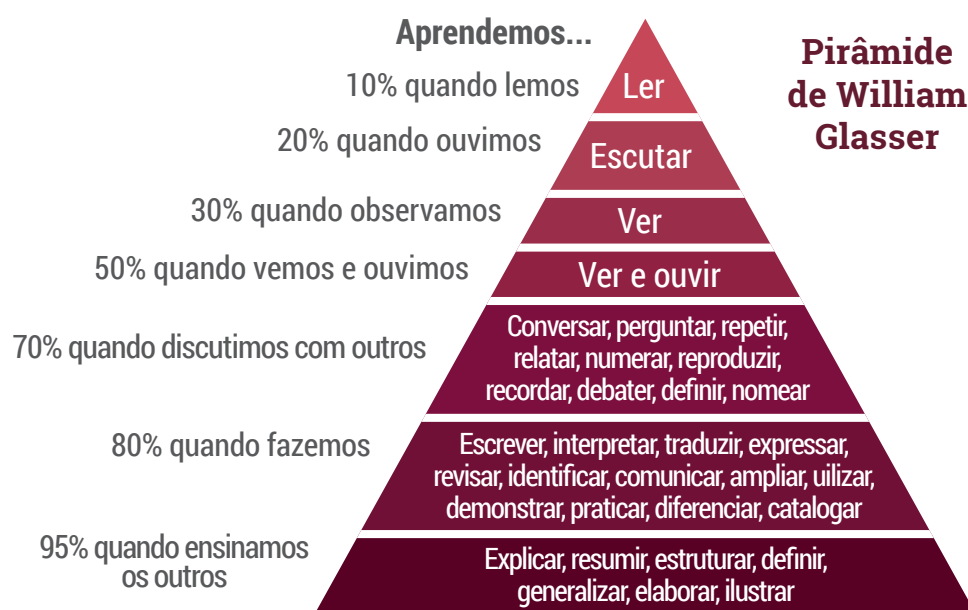 Aprendemos...
Pirâmide
de William
Glasser
10% quando lemos
Ler
20% quando ouvimos
Escutar
30% quando observamos
Ver
50% quando vemos e ouvimos
Ver e ouvir
70% quando discutimos com outros
Conversar, perguntar, repetir,
relatar, numerar, reproduzir,
recordar, debater, definir, nomear
80% quando fazemos
Escrever, interpretar, traduzir, expressar,
revisar, identificar, comunicar, ampliar, uilizar,
demonstrar, praticar, diferenciar, catalogar
95% quando ensinamos
os outros
Explicar, resumir, estruturar, definir,
generalizar, elaborar, ilustrar